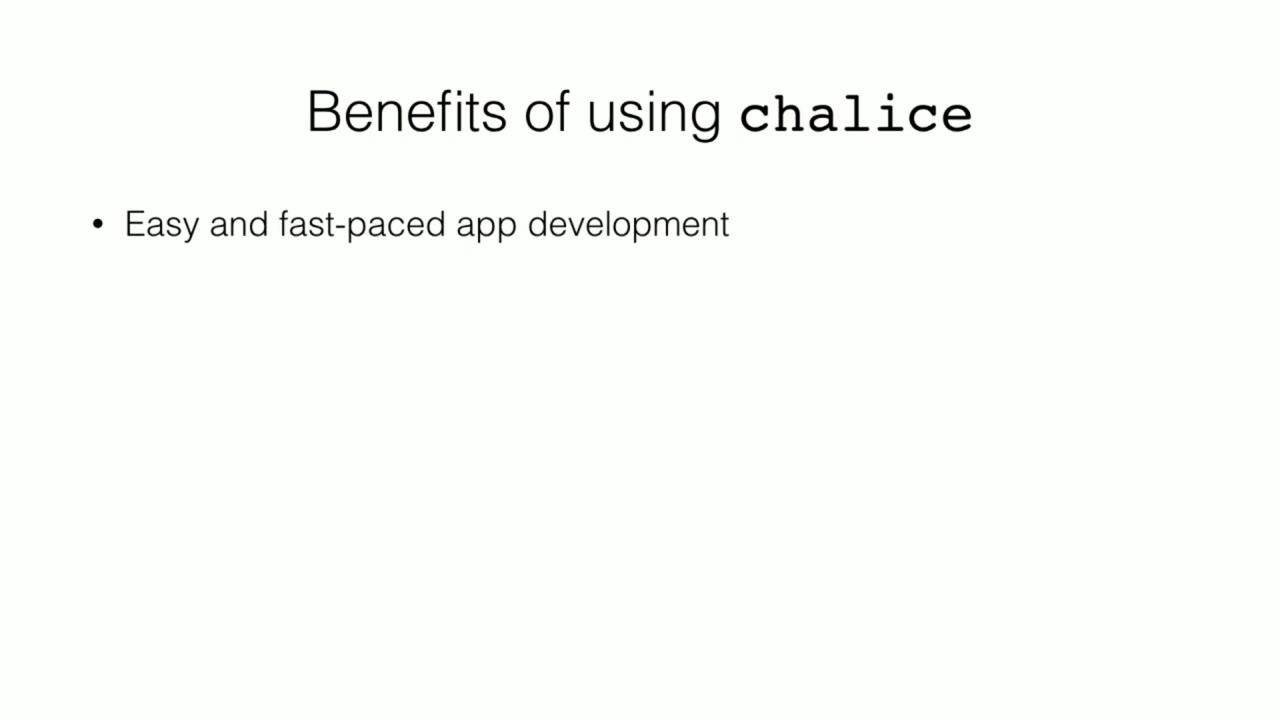 Benefits of using chalice
• Easy and fast-paced app development